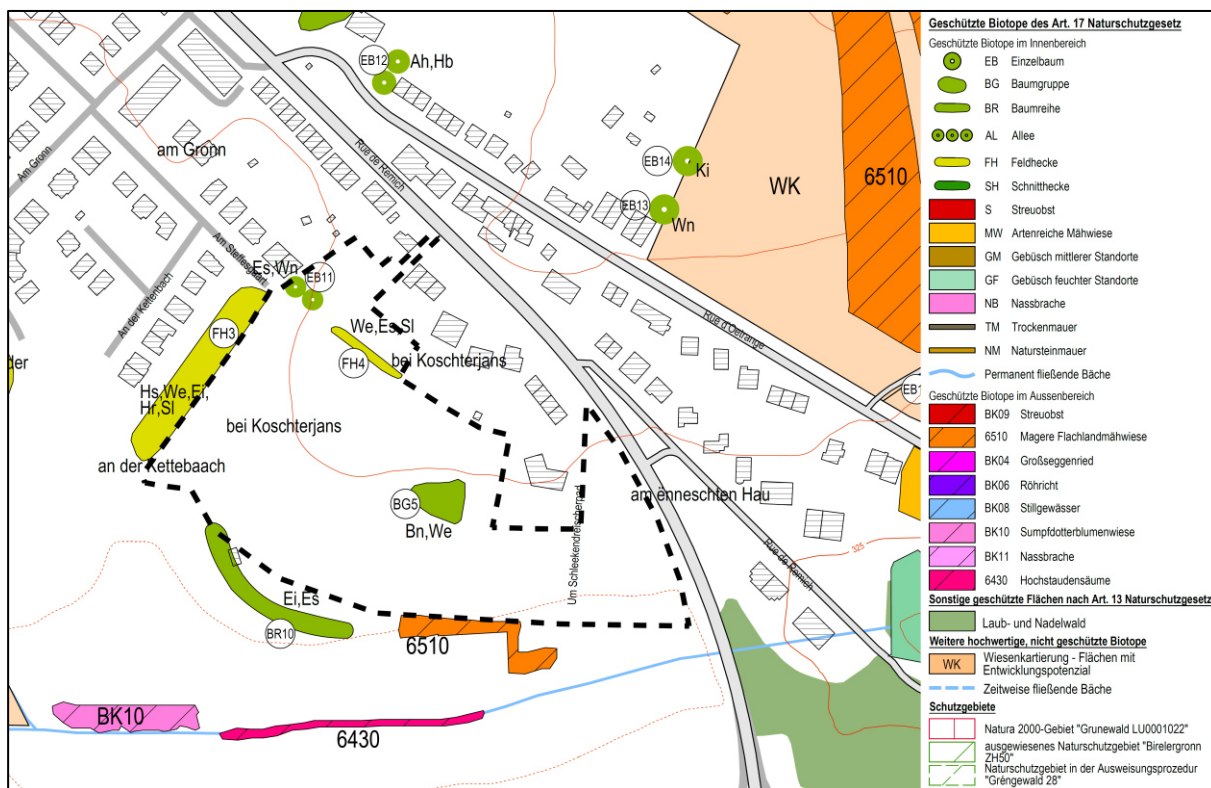 EB12
Ah,Hb
am Gronn
Am Gronn
Rue de Remich
EB14
Ki
WK
6510
EB13
Wn
Am Steffesgaart
Es,Wn
EB11
An der Kettenbach
We,Es,Sl
FH3
FH4
bei Koschterjans
Rue d'Oetrange
der
EB1
Hs,We,Ei,
Hr,Sl
bei Koschterjans
an der Kettebaach
am ënneschten Hau
BG5
Bn,We
Um Schleekendreischerpad
Rue de Remich
325
Ei,Es
BR10
6510
BK10
6430
Geschützte Biotope des Art. 17 Naturschutzgesetz
Geschützte Biotope im Innenbereich
EB Einzelbaum
BG Baumgruppe
BR Baumreihe
AL Allee
FH Feldhecke
SH Schnitthecke
S Streuobst
MW Artenreiche Mähwiese
GM Gebüsch mittlerer Standorte
GF Gebüsch feuchter Standorte
NB Nassbrache
TM Trockenmauer
NM Natursteinmauer
Permanent fließende Bäche
Geschützte Biotope im Aussenbereich
BK09 Streuobst
6510 Magere Flachlandmähwiese
BK04 Großseggenried
BK06 Röhricht
BK08 Stillgewässer
BK10 Sumpfdotterblumenwiese
BK11 Nassbrache
6430 Hochstaudensäume
Sonstige geschützte Flächen nach Art. 13 Naturschutzgesetz
Laub- und Nadelwald
Weitere hochwertige, nicht geschützte Biotope
WK Wiesenkartierung - Flächen mit
Entwicklungspotenzial
Zeitweise fließende Bäche
Schutzgebiete
Natura 2000-Gebiet "Grunewald LU0001022"
ausgewiesenes Naturschutzgebiet "Birelergronn
ZH50"
Naturschutzgebiet in der Ausweisungsprozedur
"Gréngewald 28"